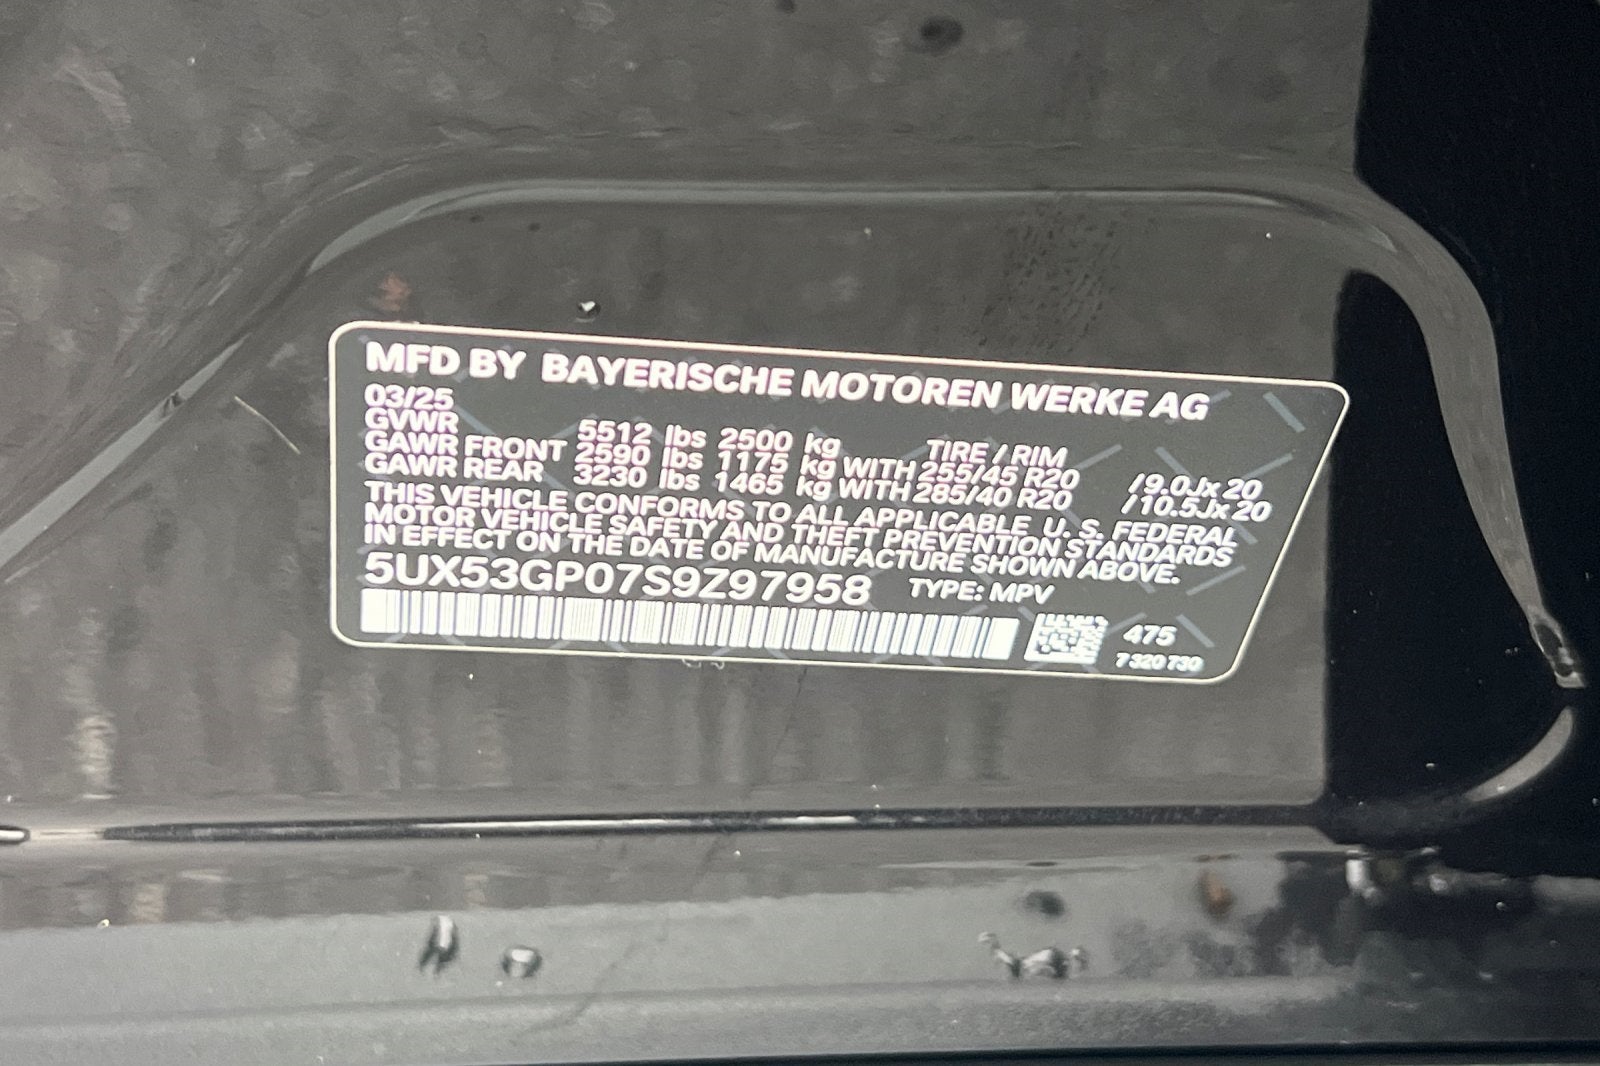 MFD BY BAYERISCHE MOTOREN WERKE AG
03/25
GVWR 5512 lbs 2500 kg TIRE / RIM
GAWR FRONT 2590 lbs 1175 kg WITH 255/45 R20 / 9.0Jx 20
GAWR REAR 3230 lbs 1465 kg WITH 285/40 R20 / 10.5Jx 20
THIS VEHICLE CONFORMS TO ALL APPLICABLE U. S. FEDERAL
MOTOR VEHICLE SAFETY AND THEFT PREVENTION STANDARDS
IN EFFECT ON THE DATE OF MANUFACTURE SHOWN ABOVE.
5UX53GP07S9Z97958 TYPE: MPV
475
7 320 730